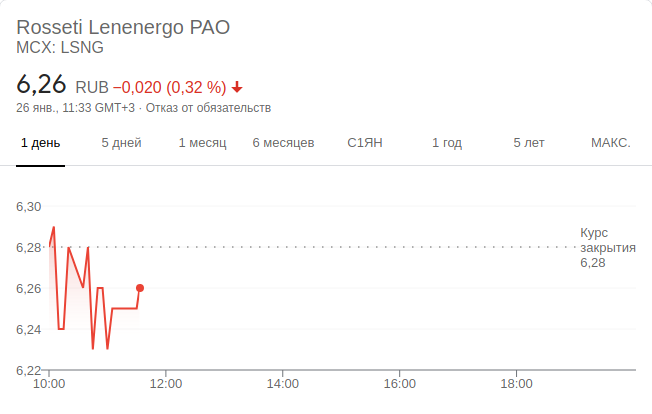 Rosseti Lenenergo PAO
MCX: LSNG
6,26 RUB −0,020 (0,32 %)
26 янв., 11:33 GMT+3 · Отказ от обязательств
1 день 5 дней 1 месяц 6 месяцев С1ЯН 1 год 5 лет МАКС.
6,30
Курс
6,28 закрытия
6,28
6,26
6,24
6,22
10:00 12:00 14:00 16:00 18:00